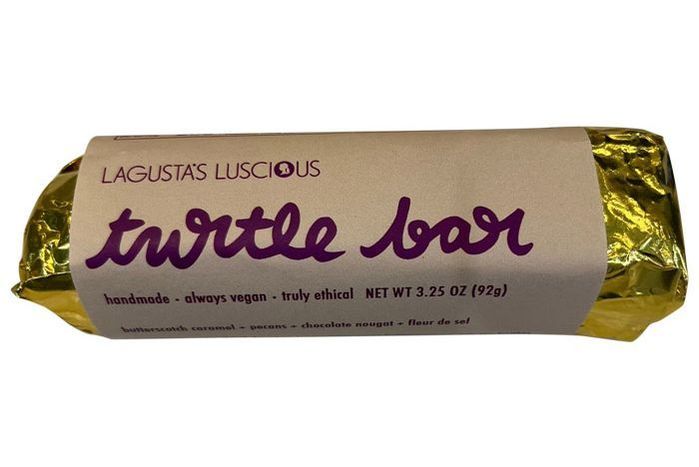 LAGUSTA'S LUSCIOUS
turtle bar
handmade - always vegan - truly ethical NET WT 3.25 OZ (92g)
butterscotch caramel + pecans + chocolate nougat + fleur de sel